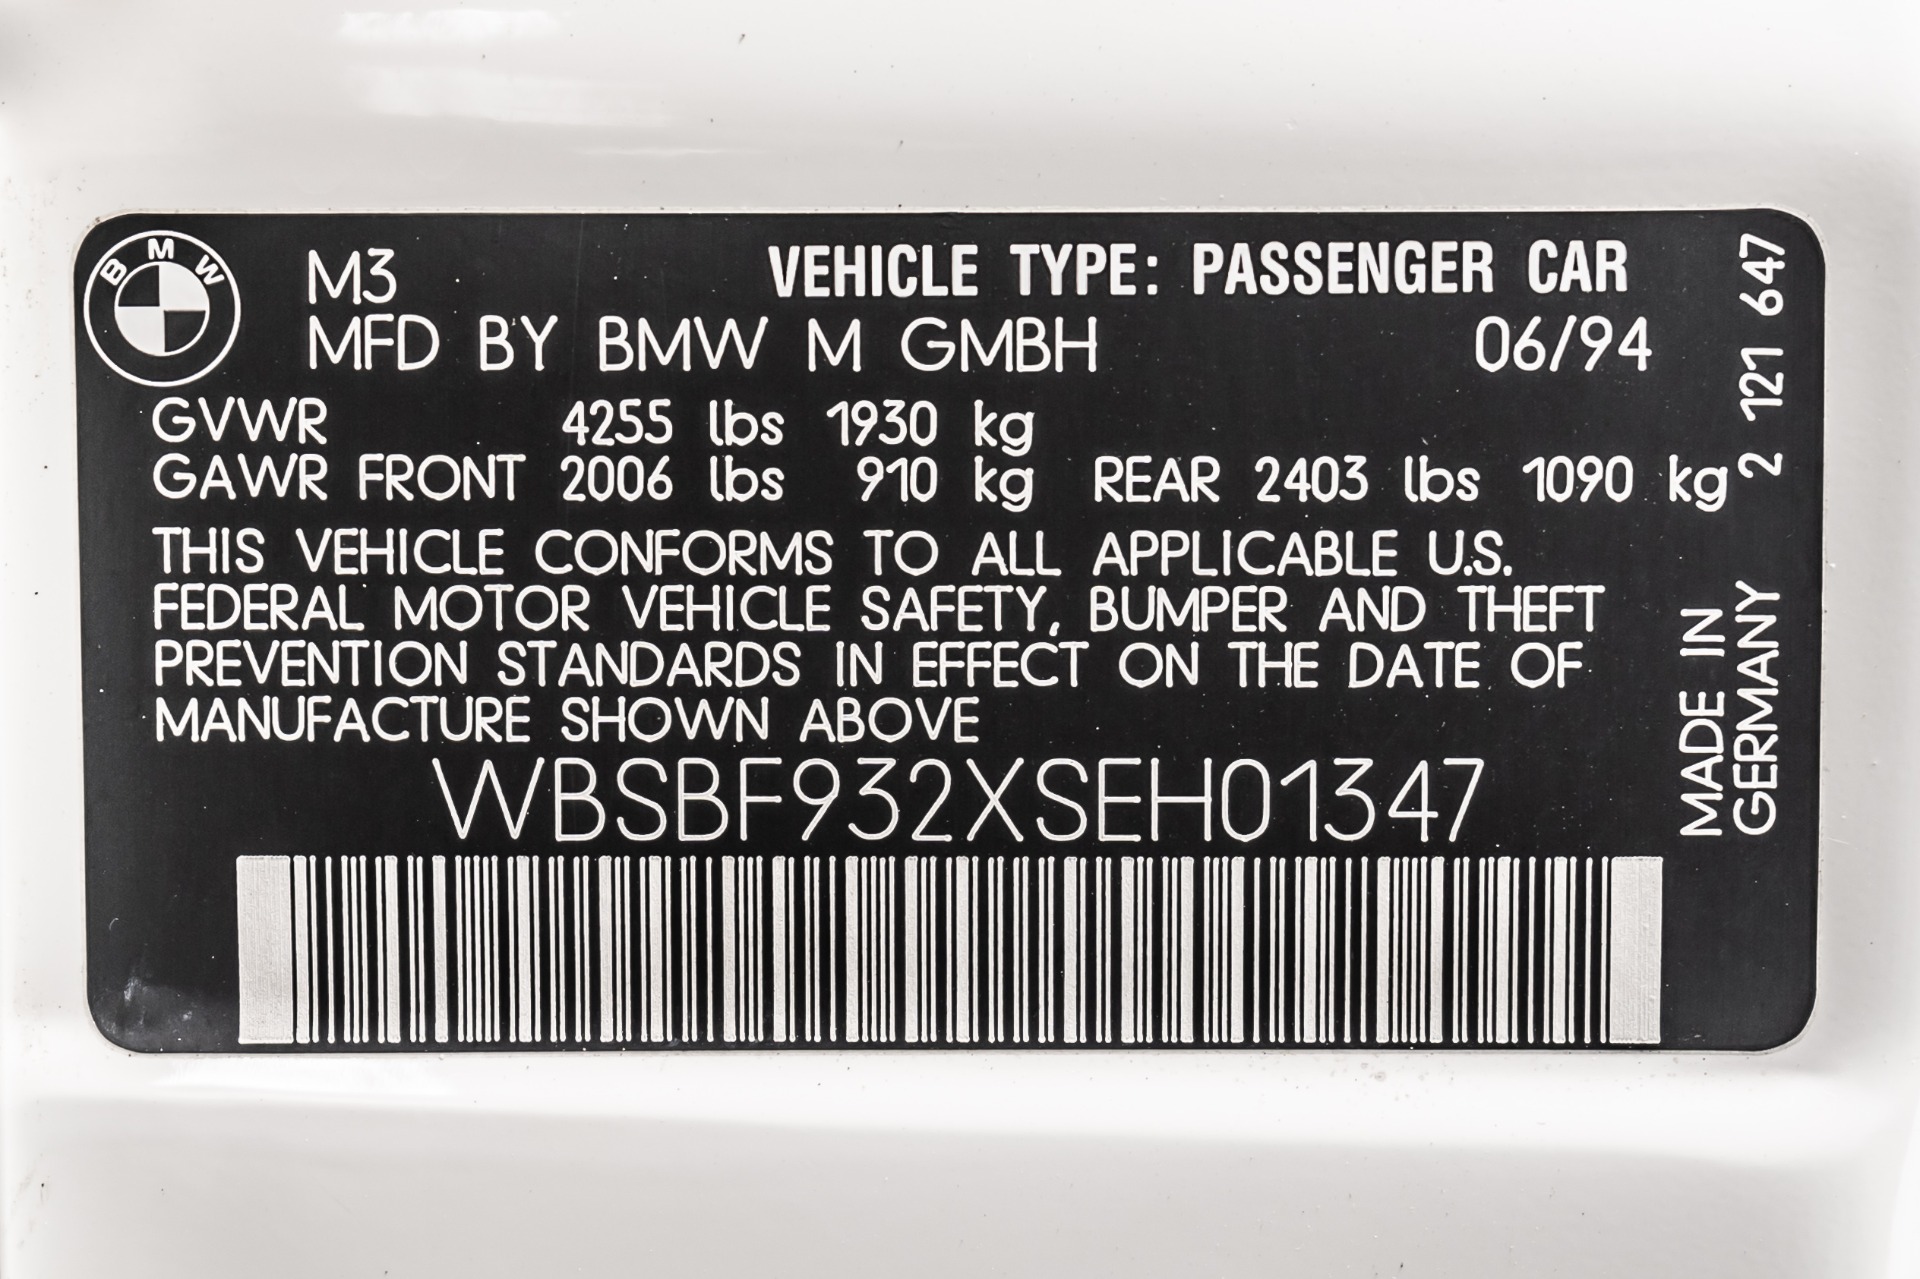 BMW
M3 VEHICLE TYPE: PASSENGER CAR
MFD BY BMW M GMBH 06/94
GVWR 4255 lbs 1930 kg
GAWR FRONT 2006 lbs 910 kg REAR 2403 lbs 1090 kg
THIS VEHICLE CONFORMS TO ALL APPLICABLE U.S.
FEDERAL MOTOR VEHICLE SAFETY, BUMPER AND THEFT
PREVENTION STANDARDS IN EFFECT ON THE DATE OF
MANUFACTURE SHOWN ABOVE
WBSBF932XSEH01347
2 121 647
MADE IN
GERMANY